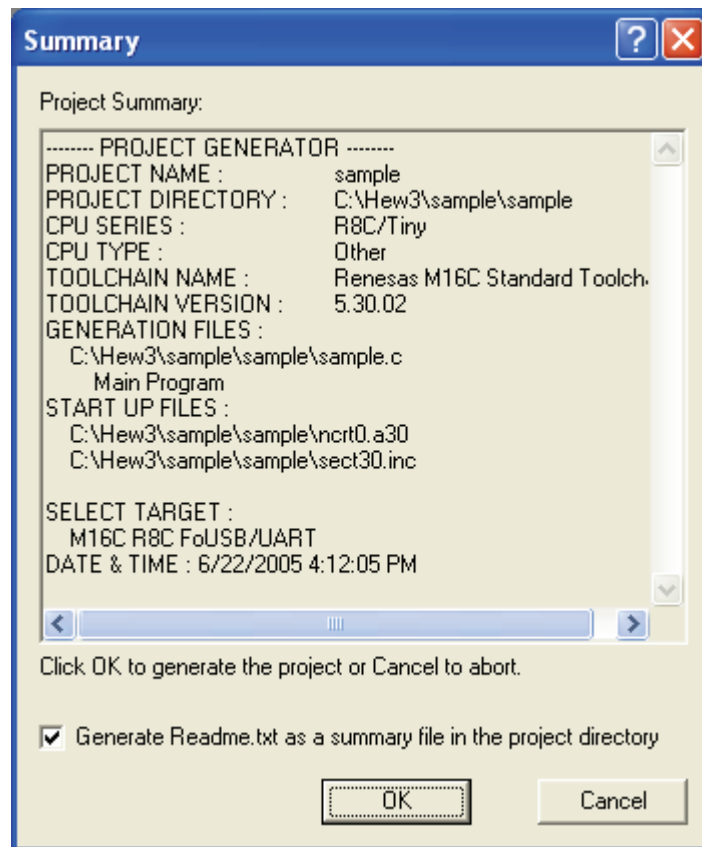 Summary
Project Summary:
-------- PROJECT GENERATOR --------
PROJECT NAME : sample
PROJECT DIRECTORY : C:\Hew3\sample\sample
CPU SERIES : R8C/Tiny
CPU TYPE : Other
TOOLCHAIN NAME : Renesas M16C Standard Toolch
TOOLCHAIN VERSION : 5.30.02
GENERATION FILES :
C:\Hew3\sample\sample\sample.c
Main Program
START UP FILES :
C:\Hew3\sample\sample\ncrt0.a30
C:\Hew3\sample\sample\sect30.inc
SELECT TARGET :
M16C R8C FoUSB/UART
DATE & TIME : 6/22/2005 4:12:05 PM
Click OK to generate the project or Cancel to abort.
Generate Readme.txt as a summary file in the project directory
OK Cancel